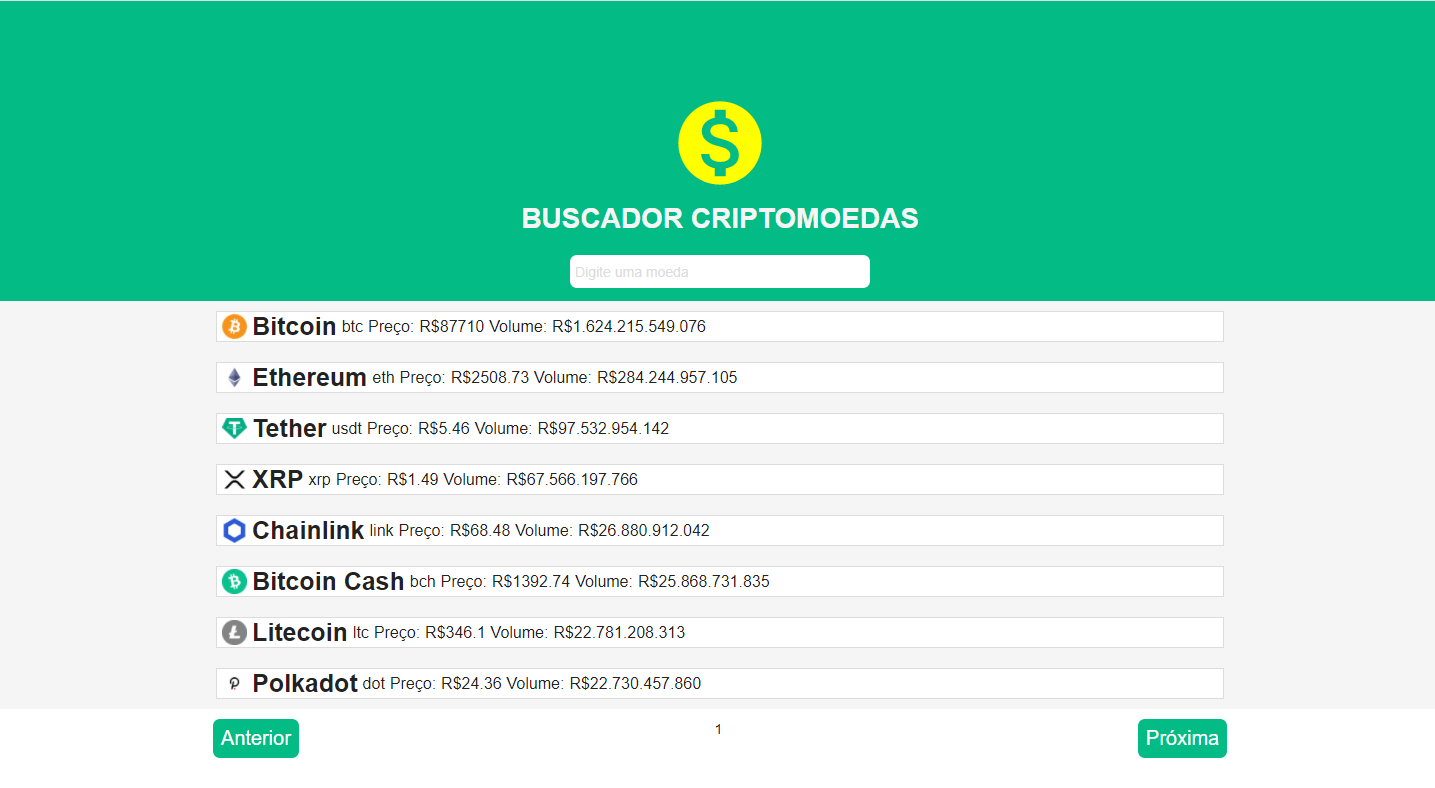 BUSCADOR CRIPTOMOEDAS
Digite uma moeda
Bitcoin btc Preço: R$87710 Volume: R$1.624.215.549.076
Ethereum eth Preço: R$2508.73 Volume: R$284.244.957.105
Tether usdt Preço: R$5.46 Volume: R$97.532.954.142
XRP xrp Preço: R$1.49 Volume: R$67.566.197.766
Chainlink link Preço: R$68.48 Volume: R$26.880.912.042
Bitcoin Cash bch Preço: R$1392.74 Volume: R$25.868.731.835
Litecoin ltc Preço: R$346.1 Volume: R$22.781.208.313
Polkadot dot Preço: R$24.36 Volume: R$22.730.457.860
Anterior 1 Próxima